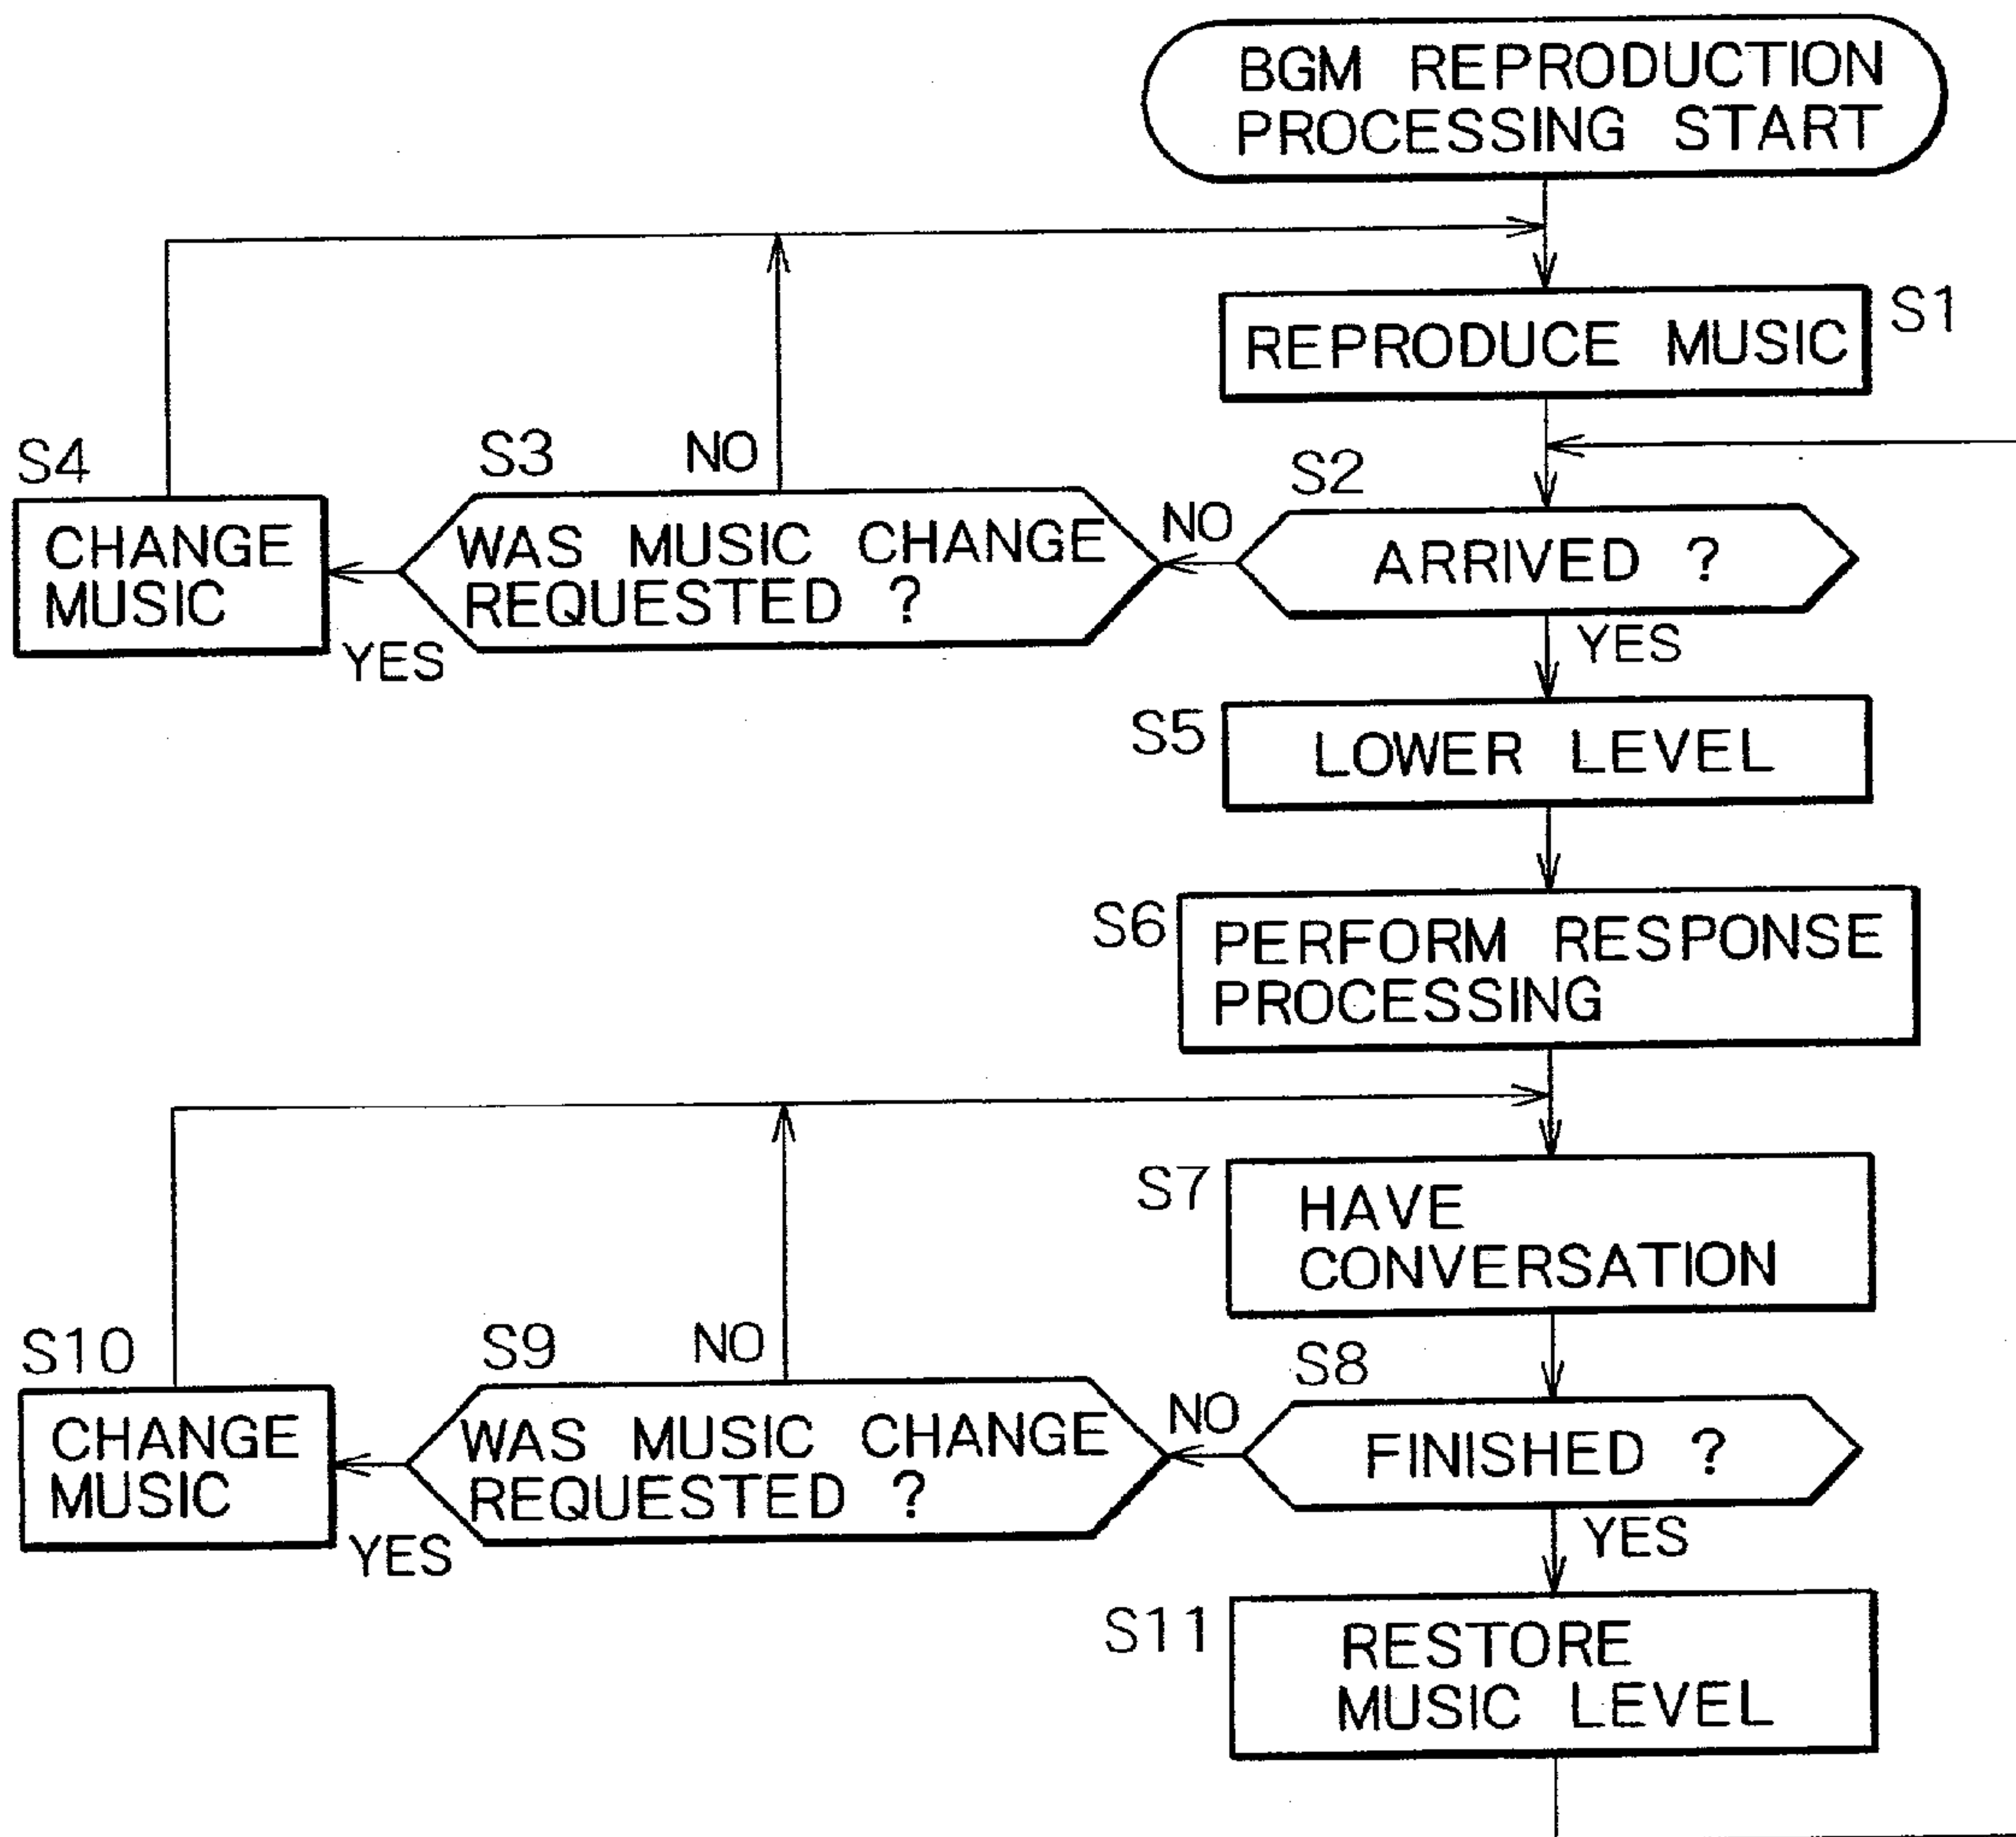 BGM REPRODUCTION
PROCESSING START
REPRODUCE MUSIC
S1
S4
S3
NO
S2
CHANGE
MUSIC
YES
WAS MUSIC CHANGE
REQUESTED ?
NO
ARRIVED ?
YES
S5
LOWER LEVEL
S6
PERFORM RESPONSE
PROCESSING
S7
HAVE
CONVERSATION
S10
S9
NO
S8
CHANGE
MUSIC
YES
WAS MUSIC CHANGE
REQUESTED ?
NO
FINISHED ?
YES
S11
RESTORE
MUSIC LEVEL